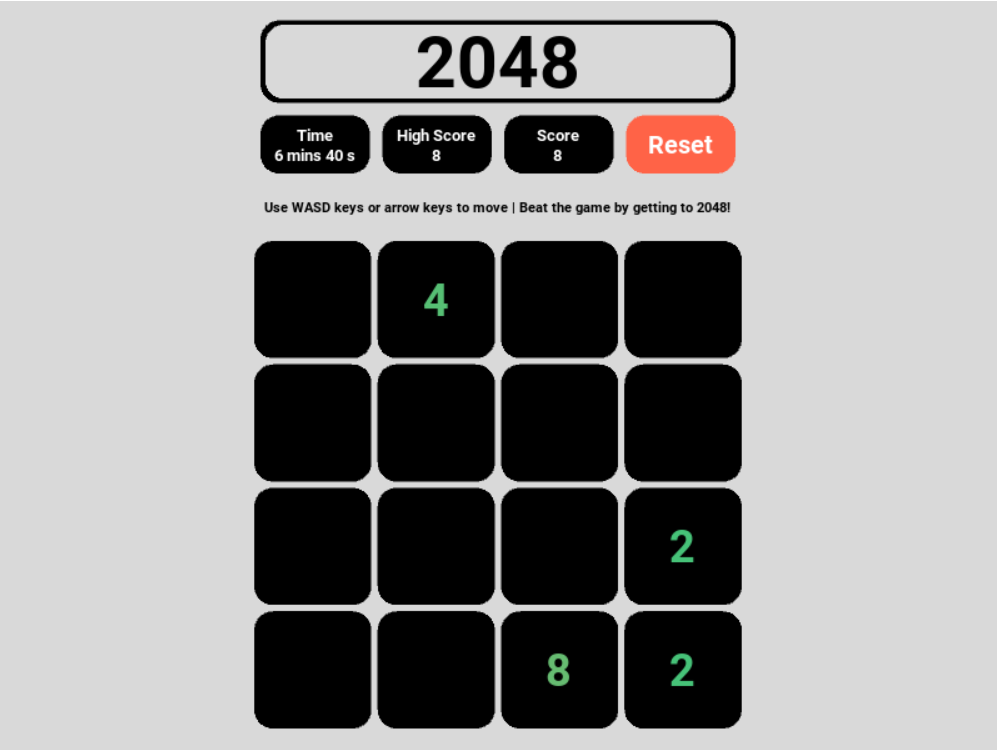 2048
Time
6 mins 40 s
High Score
8
Score
8
Reset
Use WASD keys or arrow keys to move | Beat the game by getting to 2048!
4
2
8 2